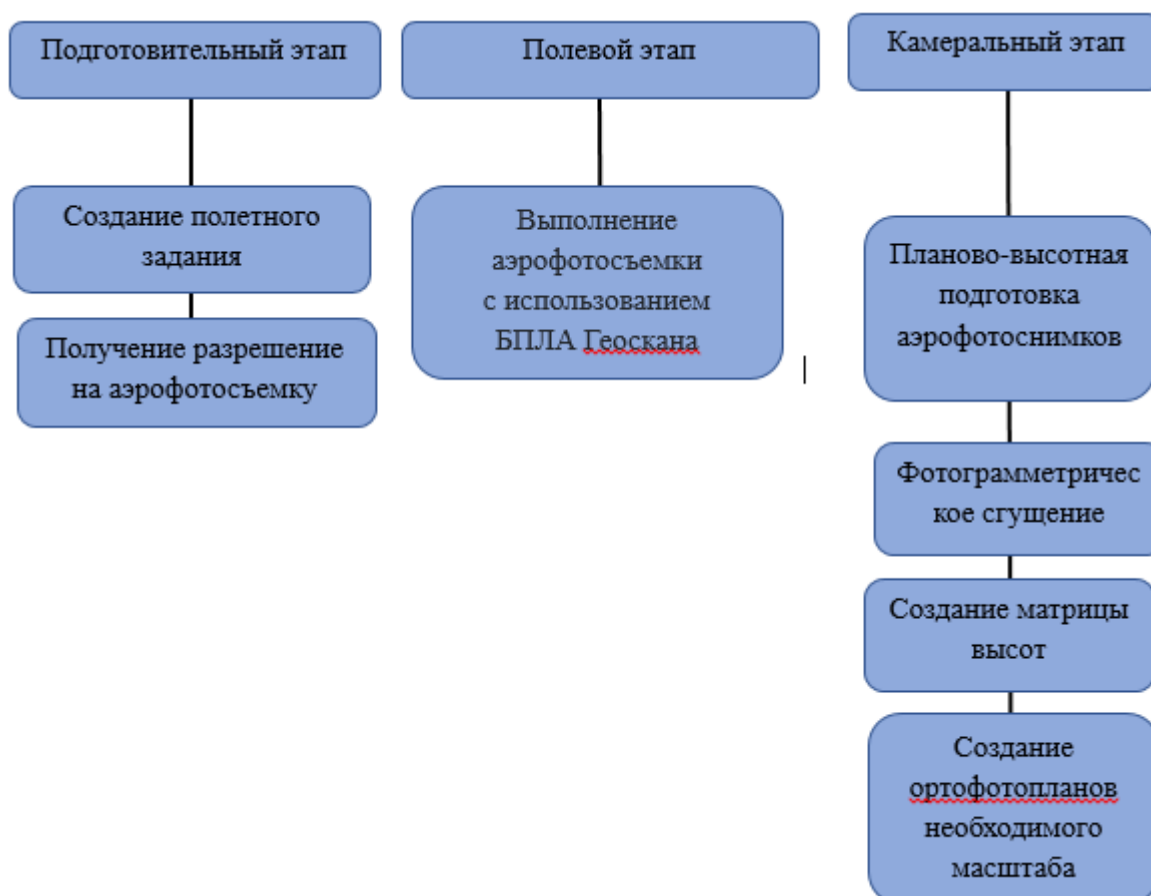 Подготовительный этап
Создание полетного
задания
Получение разрешение
на аэрофотосъемку
Полевой этап
Выполнение
аэрофотосъемки
с использованием
БПЛА Геоскана
Камеральный этап
Планово-высотная
подготовка
аэрофотоснимков
Фотограмметричес
кое сгущение
Создание матрицы
высот
Создание
ортофотопланов
необходимого
масштаба